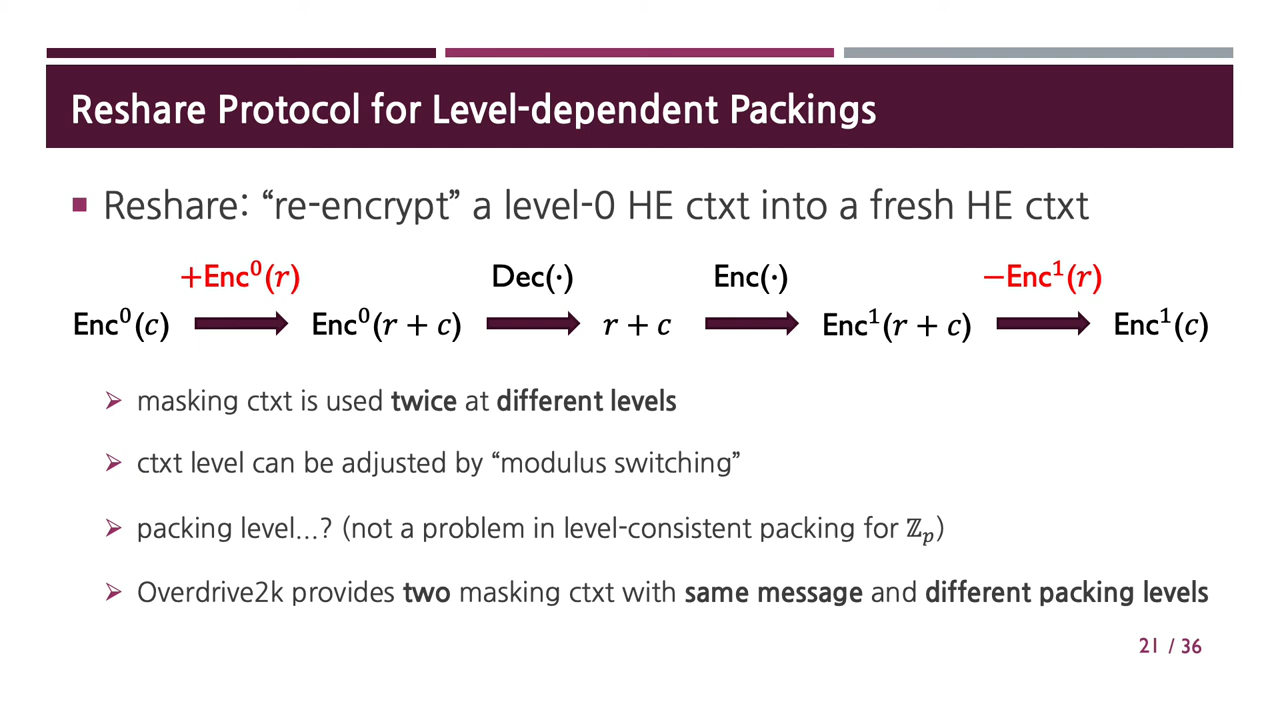 Reshare Protocol for Level-dependent Packings
■ Reshare: “re-encrypt” a level-0 HE ctxt into a fresh HE ctxt
+Enc⁰(r) Dec(·) Enc(·) −Enc¹(r)
Enc⁰(c) Enc⁰(r + c) r + c Enc¹(r + c) Enc¹(c)
➢ masking ctxt is used twice at different levels
➢ ctxt level can be adjusted by “modulus switching”
➢ packing level...? (not a problem in level-consistent packing for ℤₚ)
➢ Overdrive2k provides two masking ctxt with same message and different packing levels
21 / 36